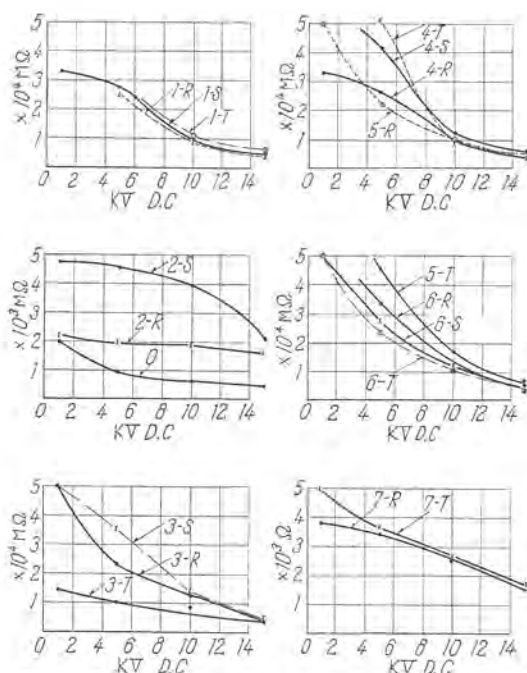 ×10⁴ MΩ
5
4
3
2
1
1-R
1-S
1-T
0 2 4 6 8 10 12 14
KV D.C
×10⁴ MΩ
5
4
3
2
1
4-T
4-S
4-R
5-R
0 2 4 6 8 10 12 14
KV D.C
×10³ MΩ
5
4
3
2
1
2-S
2-R
0
0 2 4 6 8 10 12 14
KV D.C
×10⁴ MΩ
5
4
3
2
1
5-T
6-R
6-S
6-T
0 2 4 6 8 10 12 14
KV D.C
×10⁴ MΩ
5
4
3
2
1
3-S
3-R
3-T
0 2 4 6 8 10 12 14
KV D.C
×10³ Ω
5
4
3
2
1
7-R
7-T
0 2 4 6 8 10 12 14
KV D.C